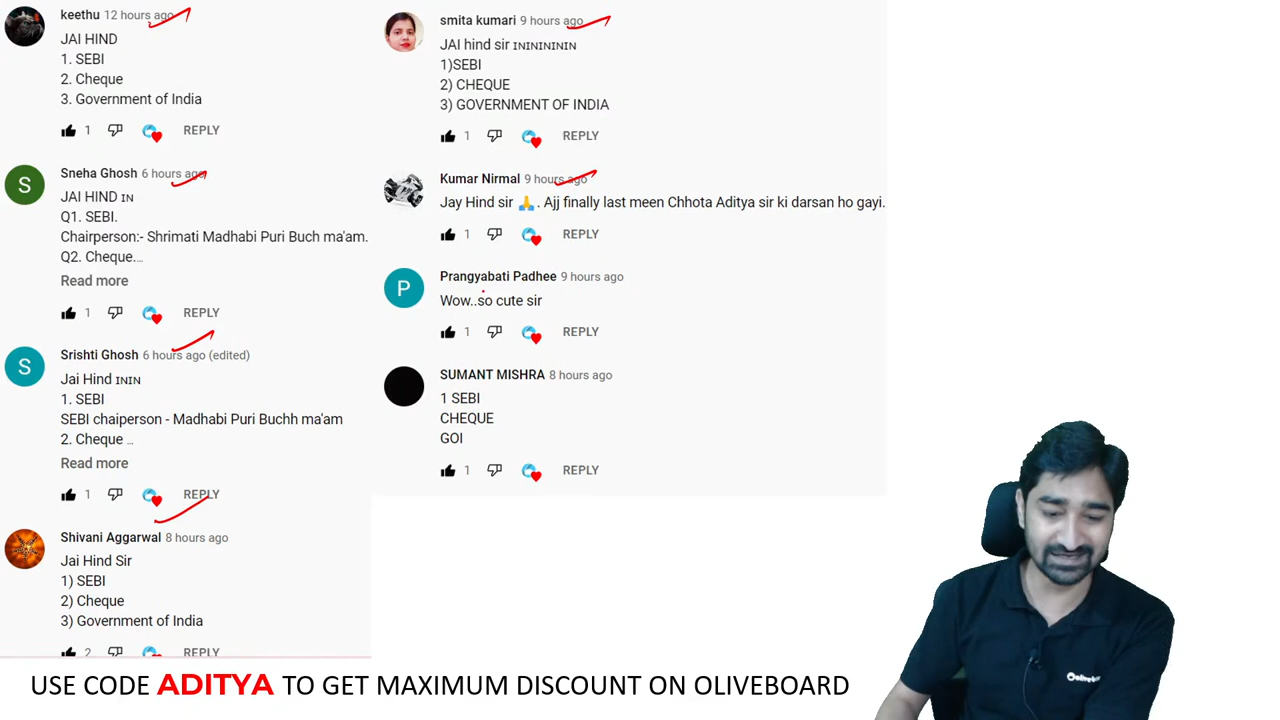 keethu 12 hours ago
JAI HIND
1. SEBI
2. Cheque
3. Government of India
1 REPLY
S
Sneha Ghosh 6 hours ago
JAI HIND IN
Q1. SEBI.
Chairperson:- Shrimati Madhabi Puri Buch ma'am.
Q2. Cheque...
Read more
1 REPLY
S
Srishti Ghosh 6 hours ago (edited)
Jai Hind ININ
1. SEBI
SEBI chaiperson - Madhabi Puri Buchh ma'am
2. Cheque ...
Read more
1 REPLY
Shivani Aggarwal 8 hours ago
Jai Hind Sir
1) SEBI
2) Cheque
3) Government of India
2 REPLY
smita kumari 9 hours ago
JAI hind sir ININININ
1)SEBI
2) CHEQUE
3) GOVERNMENT OF INDIA
1 REPLY
Kumar Nirmal 9 hours ago
Jay Hind sir 🙏. Ajj finally last meen Chhota Aditya sir ki darsan ho gayi.
1 REPLY
P
Prangyabati Padhee 9 hours ago
Wow..so cute sir
1 REPLY
SUMANT MISHRA 8 hours ago
1 SEBI
CHEQUE
GOI
1 REPLY
USE CODE ADITYA TO GET MAXIMUM DISCOUNT ON OLIVEBOARD